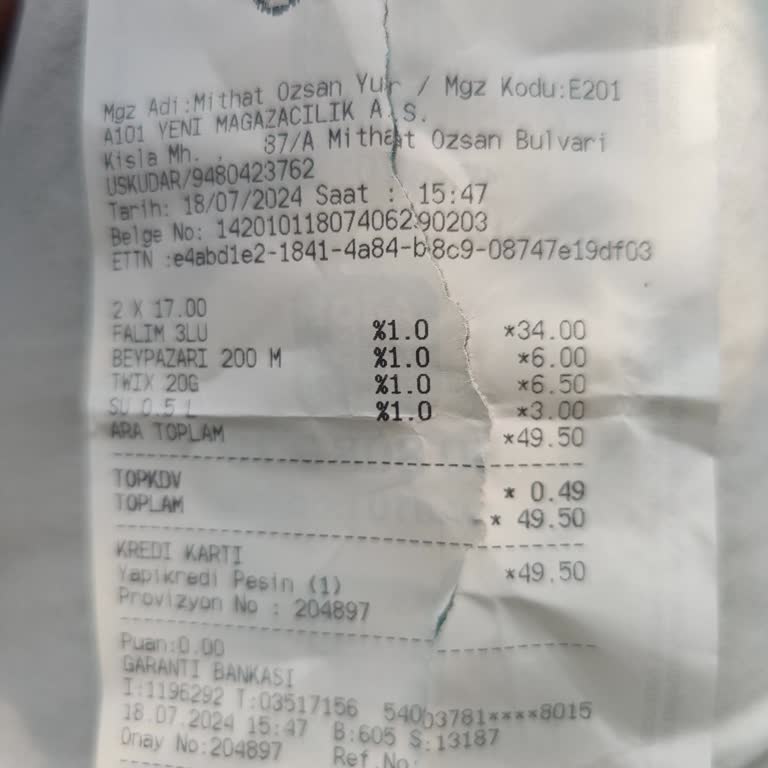 Mgz Adi:Mithat Ozsan Yur / Mgz Kodu:E201
A101 YENI MAGAZACILIK A.S.
Kisla Mh. . 87/A Mithat Ozsan Bulvari
USKUDAR/9480423762
Tarih: 18/07/2024 Saat : 15:47
Belge No: 14201011807406290203
ETTN :e4abd1e2-1841-4a84-b8c9-08747e19df03
2 X 17.00
FALIM 3LU %1.0 *34.00
BEYPAZARI 200 M %1.0 *6.00
TWIX 20G %1.0 *6.50
SU 0.5 L %1.0 *3.00
ARA TOPLAM *49.50
TOPKDV * 0.49
TOPLAM * 49.50
KREDI KARTI *49.50
Yapikredi Pesin (1)
Provizyon No : 204897
Puan:0.00
GARANTI BANKASI
I:1196292 T:03517156 54003781****8015
18.07.2024 15:47 B:605 S:13187
Onay No:204897 Ref.No: